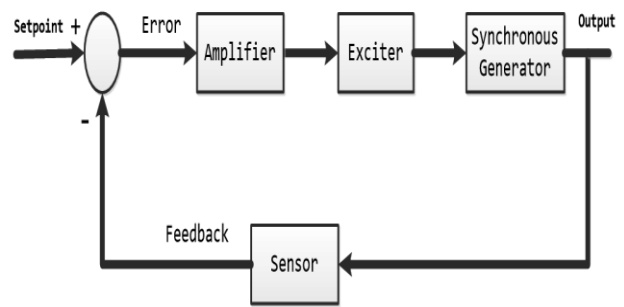 Setpoint +
Error
Amplifier
Exciter
Synchronous
Generator
Output
-
Feedback
Sensor